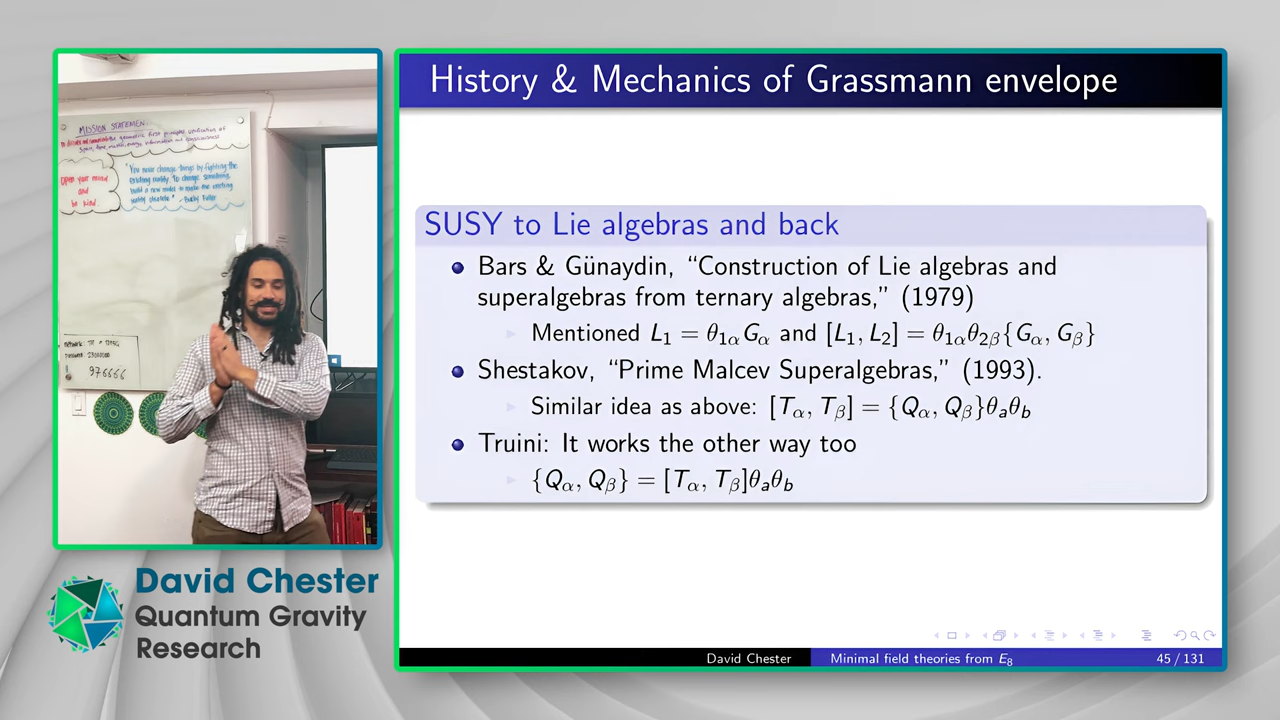 MISSION STATEMEN
"You never change things by fighting the
existing reality. To change something,
build a new model to make the existing
Open your mind
and
be kind
976666
David Chester
Quantum Gravity
Research
History & Mechanics of Grassmann envelope
SUSY to Lie algebras and back
Bars & Günaydin, “Construction of Lie algebras and
superalgebras from ternary algebras,” (1979)
Mentioned L₁ = θ₁αGα and [L₁, L₂] = θ₁αθ₂β{Gα, Gβ}
Shestakov, “Prime Malcev Superalgebras,” (1993).
Similar idea as above: [Tα, Tβ] = {Qα, Qβ}θₐθb
Truini: It works the other way too
{Qα, Qβ} = [Tα, Tβ]θₐθb
David Chester
Minimal field theories from E₈
45 / 131